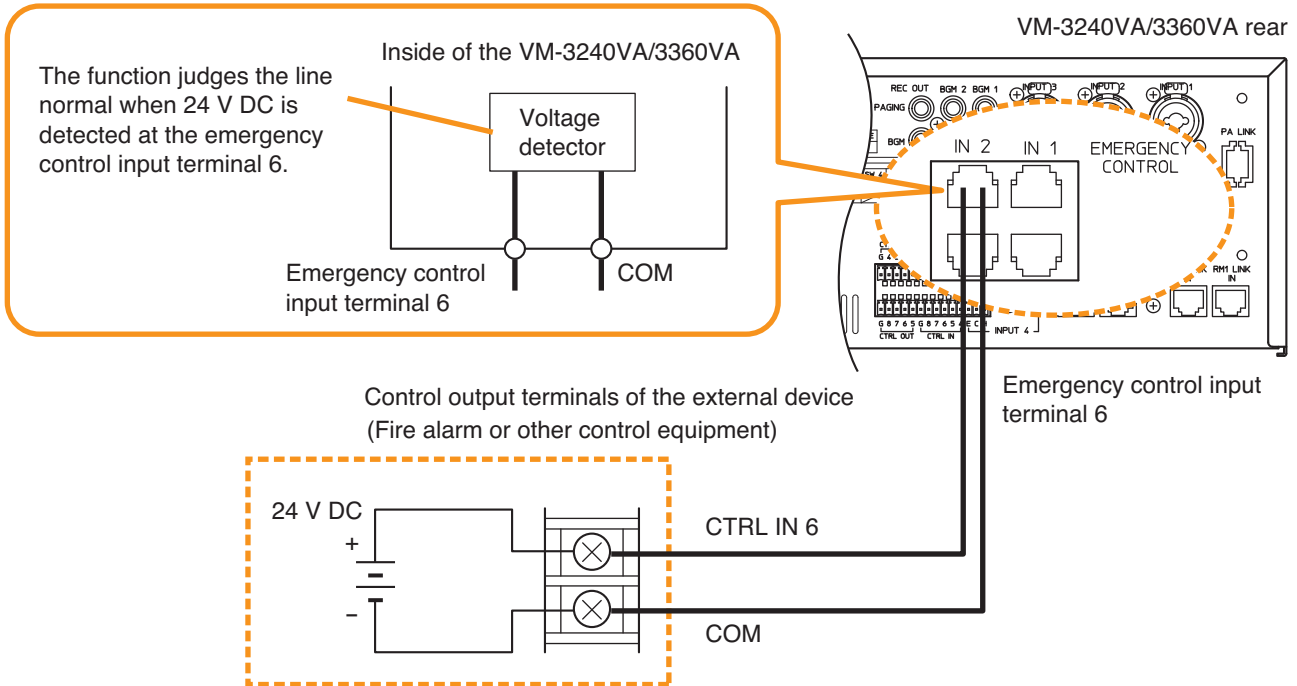 VM-3240VA/3360VA rear
Inside of the VM-3240VA/3360VA
The function judges the line
normal when 24 V DC is
detected at the emergency
control input terminal 6.
Voltage
detector
Emergency control
input terminal 6
COM
REC OUT BGM 2 BGM 1 INPUT 3 INPUT 2 INPUT 1
PAGING
BGM
PA LINK
IN 2 IN 1
EMERGENCY
CONTROL
SW 4
G 4
RM1 LINK
IN
G 8 7 6 5 G 8 7 6 5
CTRL OUT CTRL IN INPUT 4
Emergency control input
terminal 6
Control output terminals of the external device
(Fire alarm or other control equipment)
24 V DC
+
–
CTRL IN 6
COM